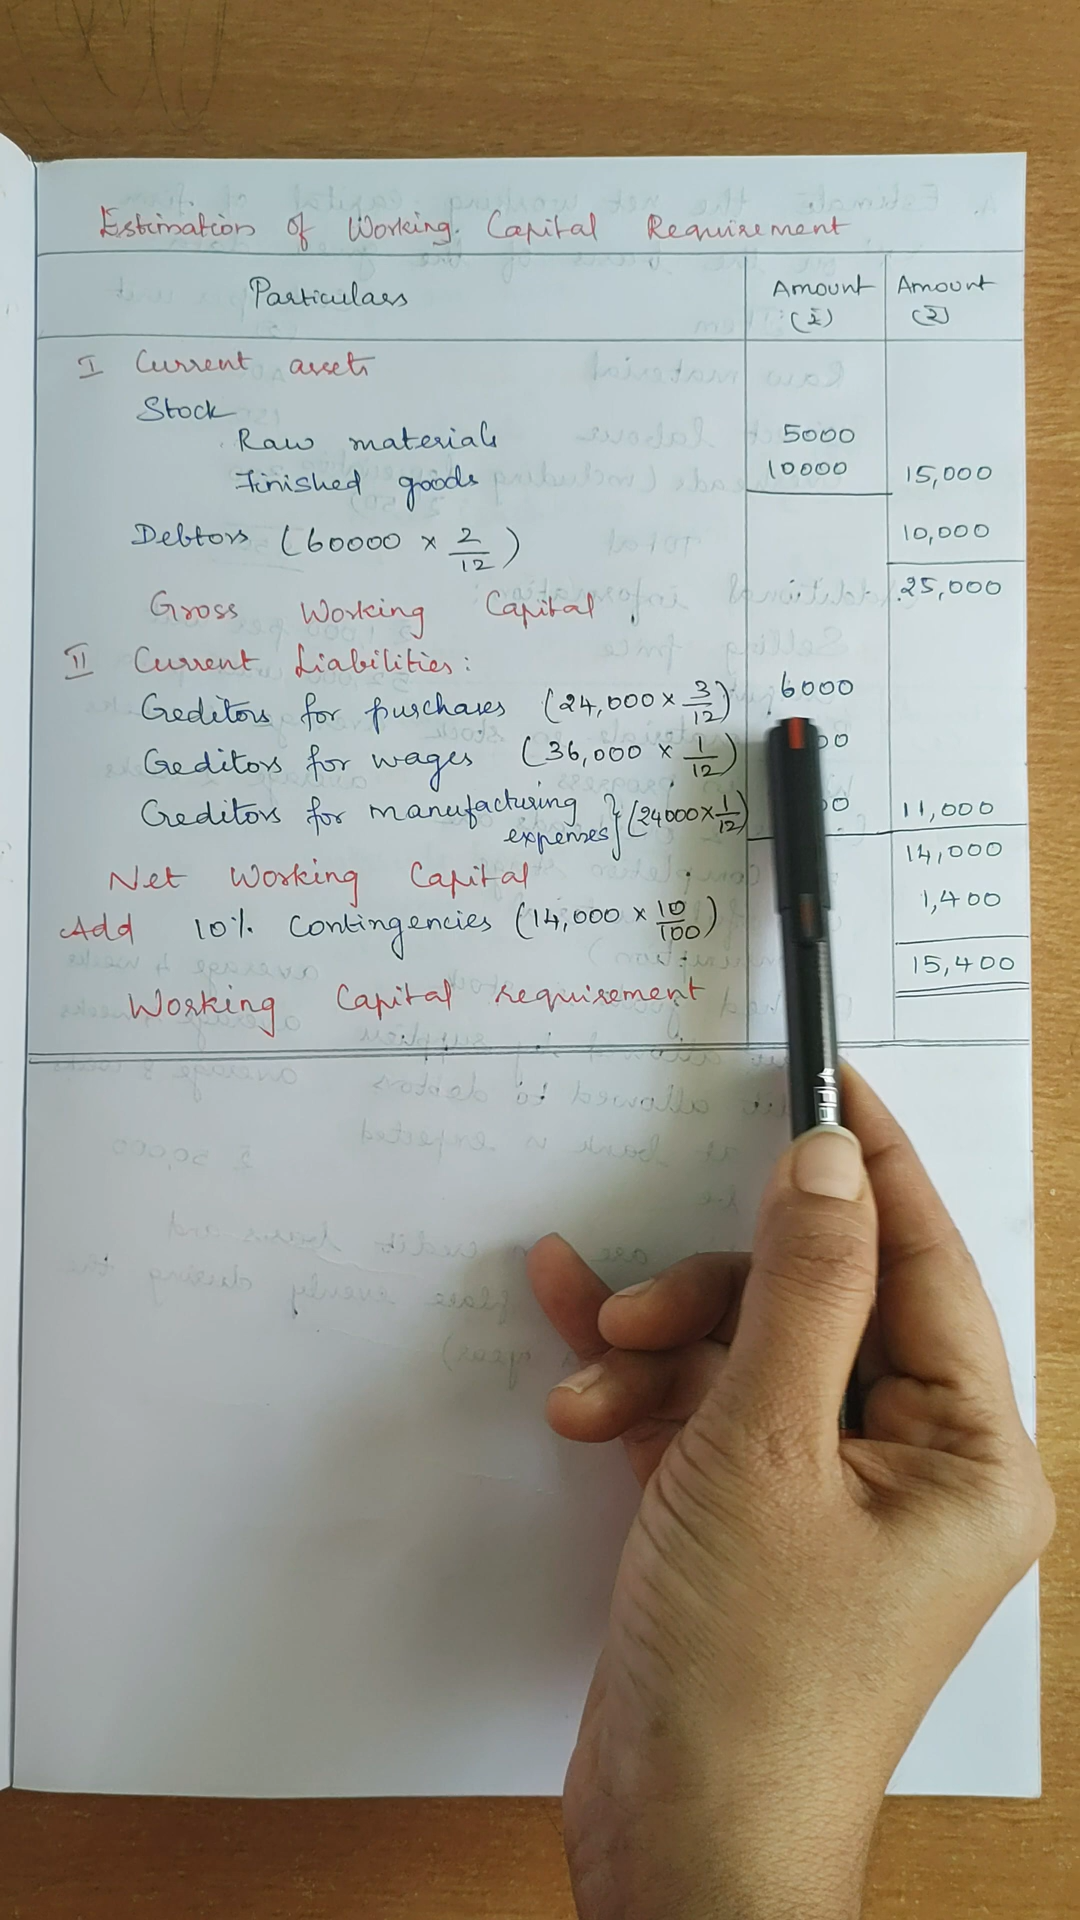 Estimation of Working Capital Requirement
Particulars Amount (₹) Amount (₹)
I Current assets
Stock
Raw materials 5000
Finished goods 10000 15,000
Debtors (60000 × 2/12) 10,000
Gross Working Capital 25,000
II Current Liabilities:
Creditors for purchases (24,000 × 3/12) 6000
Creditors for wages (36,000 × 1/12)
Creditors for manufacturing expenses} (24000 × 1/12) 11,000
Net Working Capital 14,000
Add 10% Contingencies (14,000 × 10/100) 1,400
Working Capital requirement 15,400